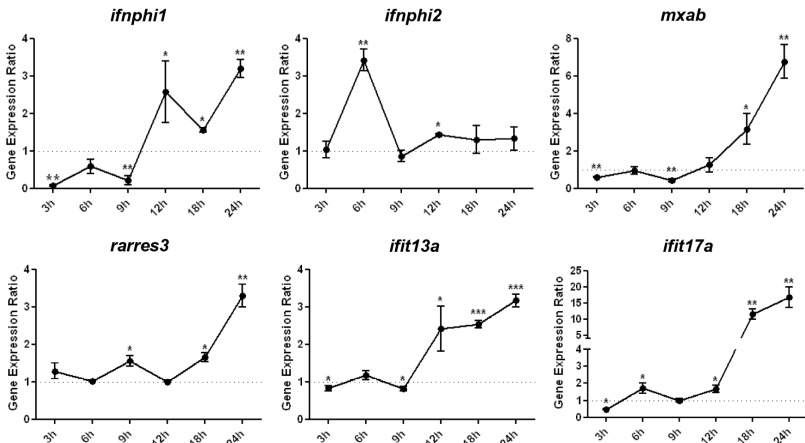 ifnphi1
Gene Expression Ratio
4
3
2
1
0
** ** * * **
3h 6h 9h 12h 18h 24h
ifnphi2
Gene Expression Ratio
4
3
2
1
0
** *
3h 6h 9h 12h 18h 24h
mxab
Gene Expression Ratio
8
6
4
2
0
** ** * **
3h 6h 9h 12h 18h 24h
rarres3
Gene Expression Ratio
4
3
2
1
0
* * **
3h 6h 9h 12h 18h 24h
ifit13a
Gene Expression Ratio
4
3
2
1
0
* * * *** ***
3h 6h 9h 12h 18h 24h
ifit17a
Gene Expression Ratio
25
20
15
10
5
4
3
2
1
0
* * * ** **
3h 6h 9h 12h 18h 24h